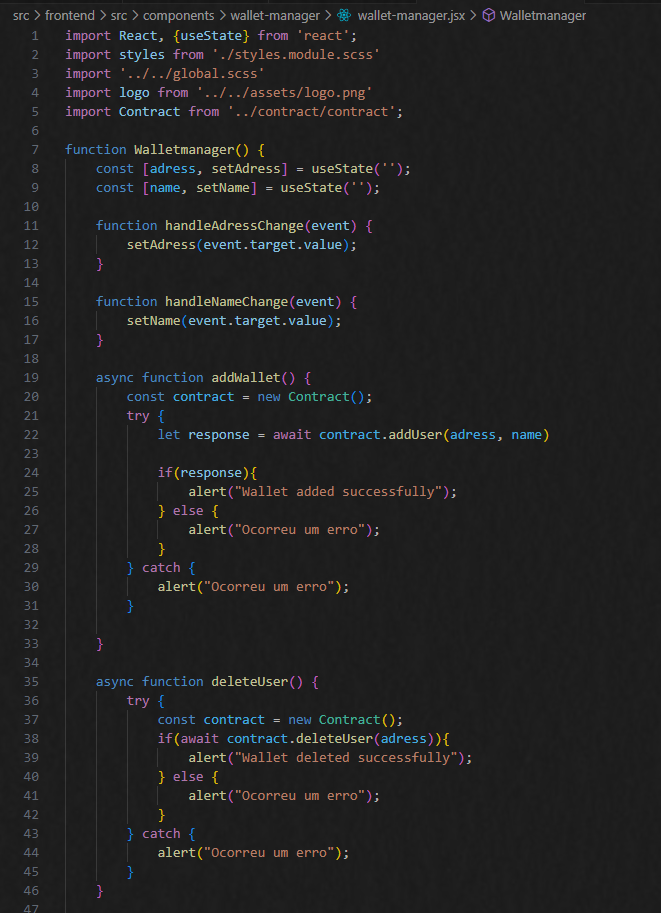 src > frontend > src > components > wallet-manager > wallet-manager.jsx > Walletmanager
1 import React, {useState} from 'react';
2 import styles from './styles.module.scss'
3 import '../../global.scss'
4 import logo from '../../assets/logo.png'
5 import Contract from '../contract/contract';
6
7 function Walletmanager() {
8     const [adress, setAdress] = useState('');
9     const [name, setName] = useState('');
10
11     function handleAdressChange(event) {
12         setAdress(event.target.value);
13     }
14
15     function handleNameChange(event) {
16         setName(event.target.value);
17     }
18
19     async function addWallet() {
20         const contract = new Contract();
21         try {
22             let response = await contract.addUser(adress, name)
23
24             if(response){
25                 alert("Wallet added successfully");
26             } else {
27                 alert("Ocorreu um erro");
28             }
29         } catch {
30             alert("Ocorreu um erro");
31         }
32
33     }
34
35     async function deleteUser() {
36         try {
37             const contract = new Contract();
38             if(await contract.deleteUser(adress)){
39                 alert("Wallet deleted successfully");
40             } else {
41                 alert("Ocorreu um erro");
42             }
43         } catch {
44             alert("Ocorreu um erro");
45         }
46     }
47